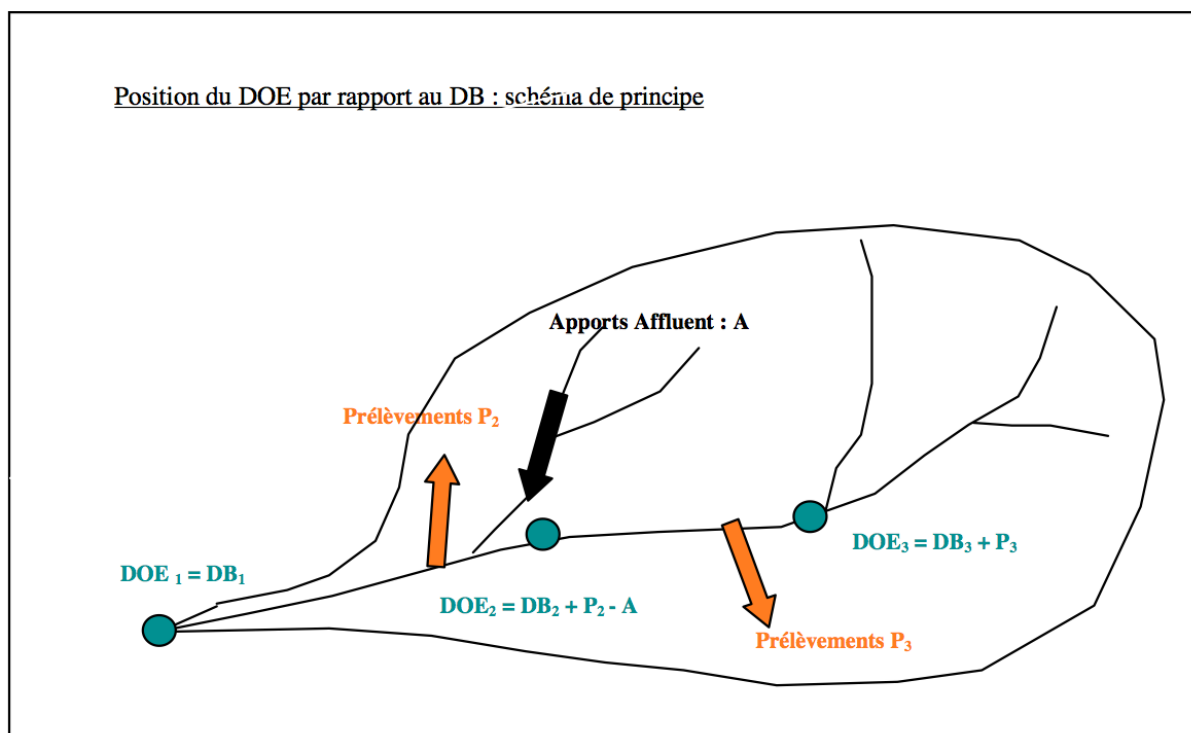 Position du DOE par rapport au DB : schéma de principe
Apports Affluent : A
Prélèvements P₂
DOE ₁ = DB₁
DOE₂ = DB₂ + P₂ - A
DOE₃ = DB₃ + P₃
Prélèvements P₃